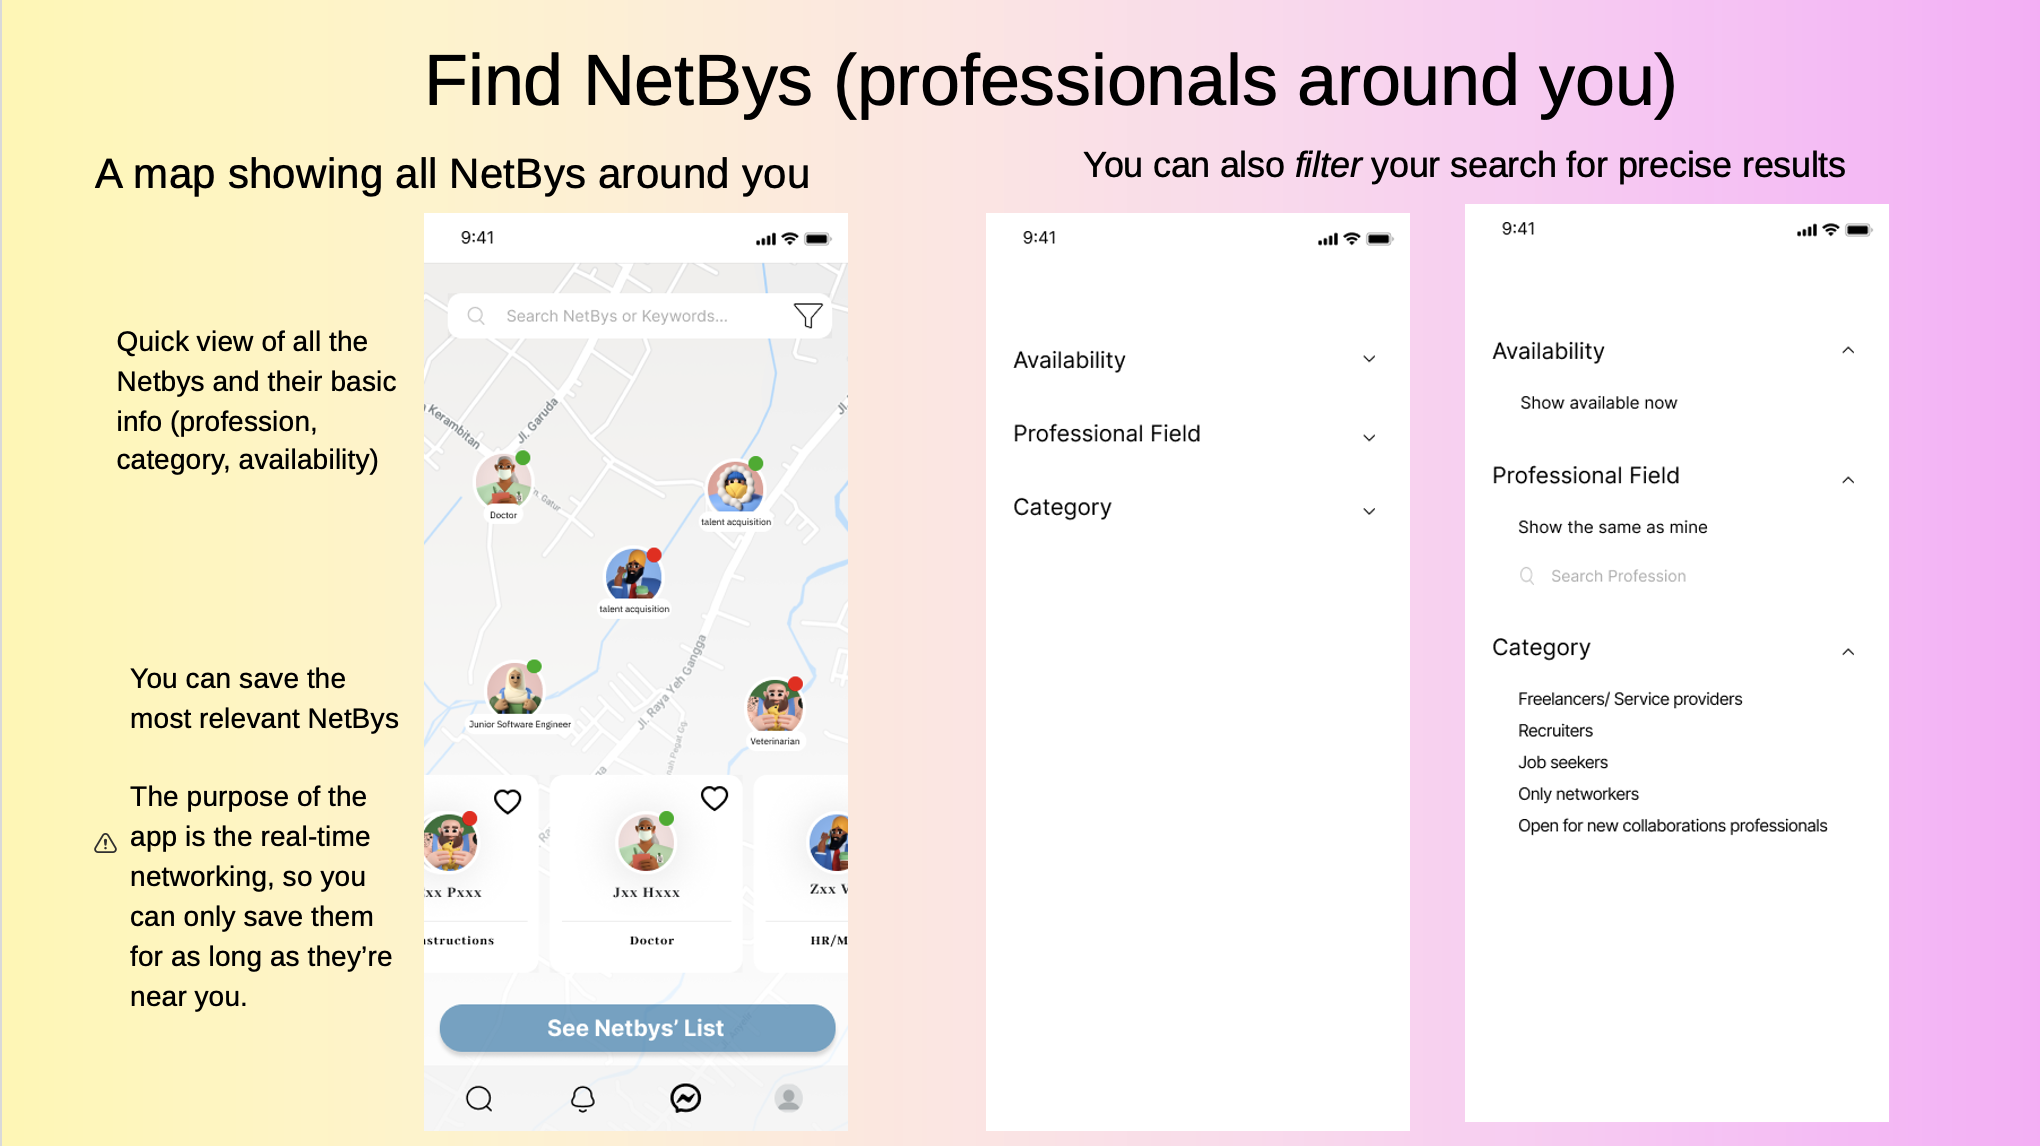 Find NetBys (professionals around you)
A map showing all NetBys around you
Quick view of all the
Netbys and their basic
info (profession,
category, availability)
You can save the
most relevant NetBys
The purpose of the
app is the real-time
networking, so you
can only save them
for as long as they’re
near you.
9:41
Search NetBys or Keywords...
Kerambitan
Jl. Garuda
Jl.
Doctor
n. Gatur
talent acquisition
talent acquisition
Junior Software Engineer
Jl. Raya Yeh Gangga
Veterinarian
Pegat Gg.
xx Pxxx
Jxx Hxxx
Zxx V
structions
Doctor
HR/M
See Netbys’ List
You can also filter your search for precise results
9:41
Availability
Professional Field
Category
9:41
Availability
Show available now
Professional Field
Show the same as mine
Search Profession
Category
Freelancers/ Service providers
Recruiters
Job seekers
Only networkers
Open for new collaborations professionals